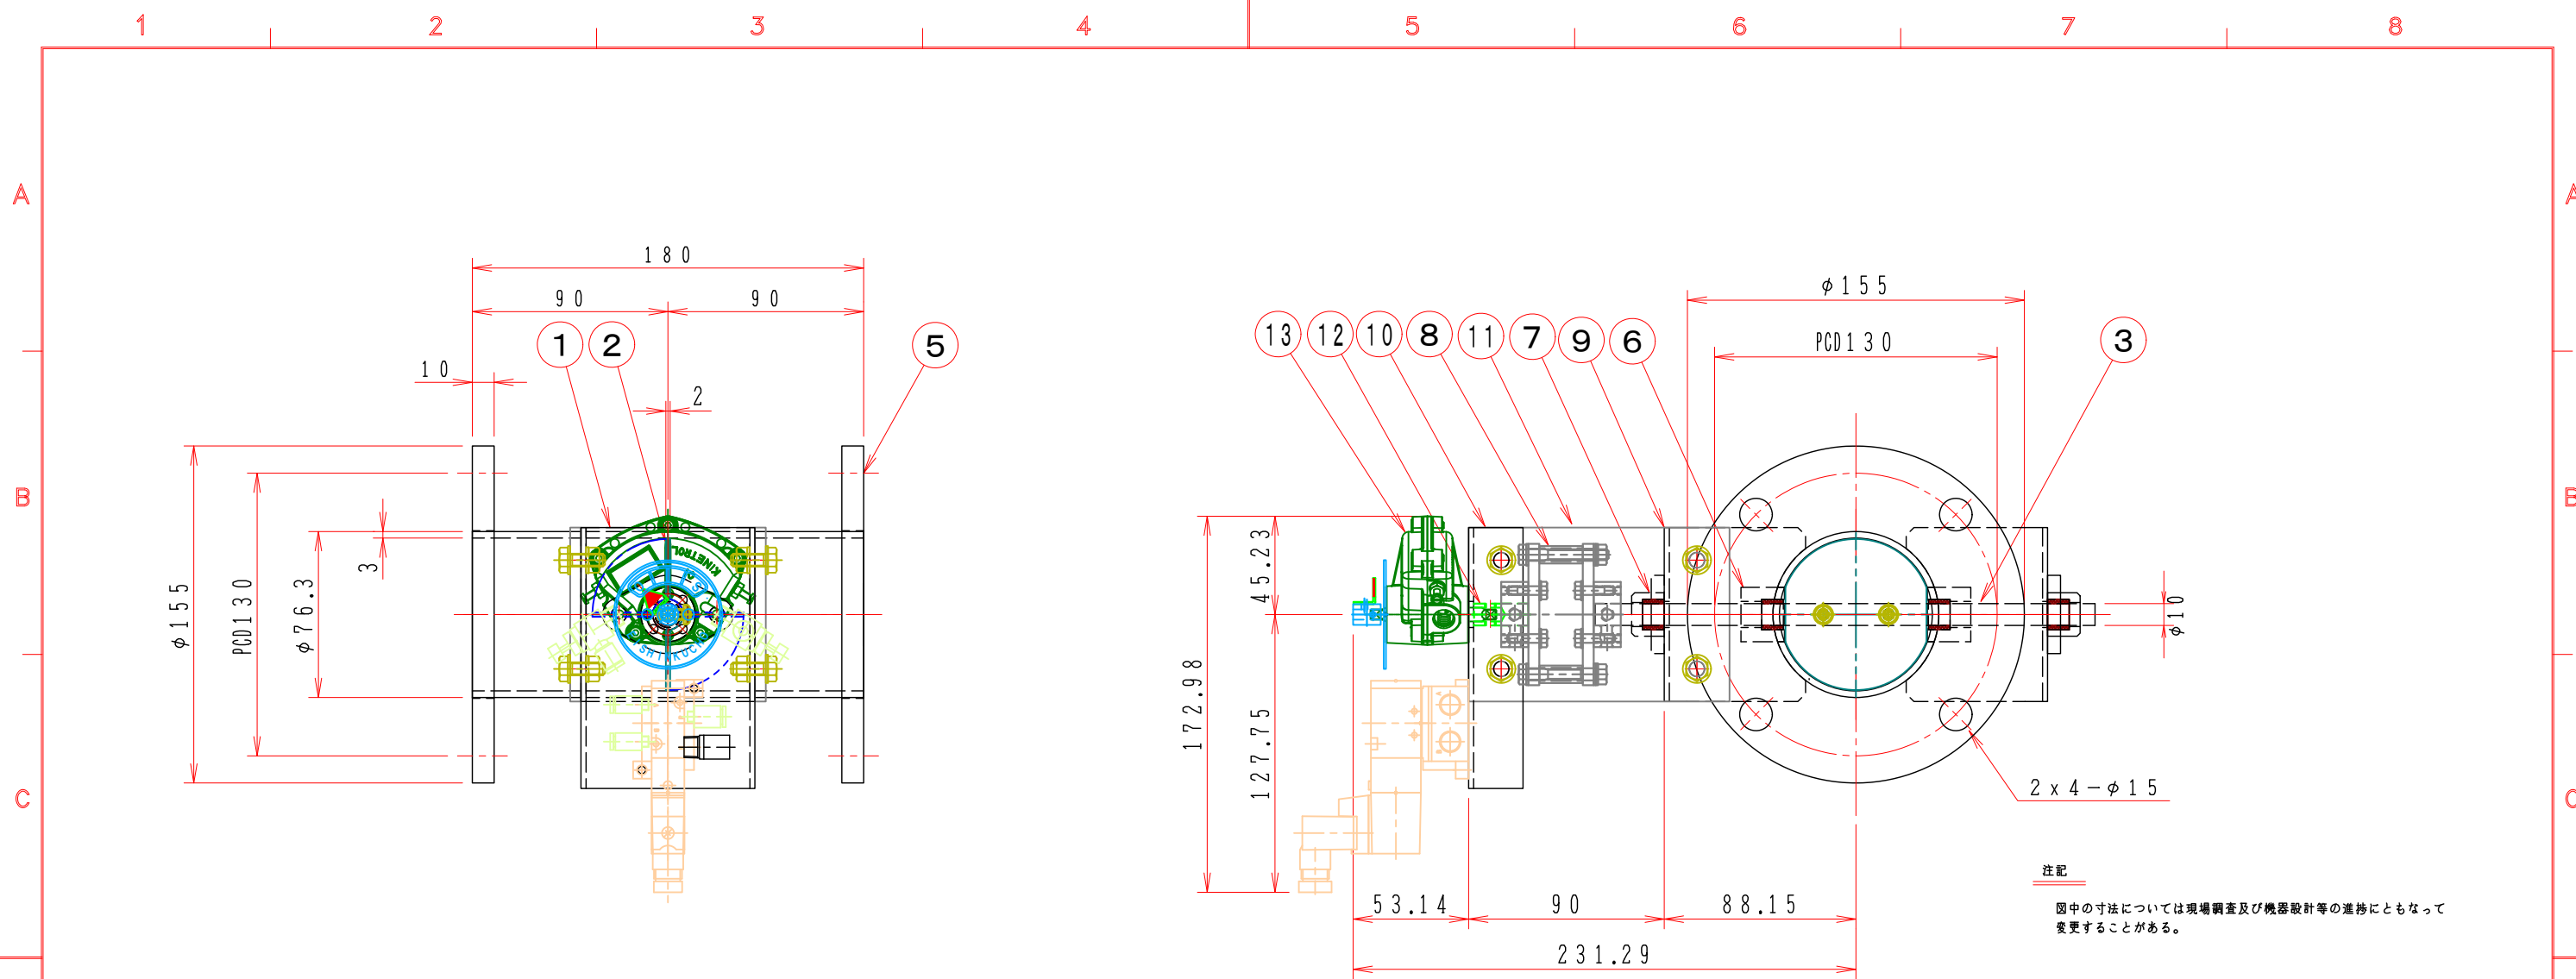 1 2 3 4 5 6 7 8
A A
B B
C C
180
90 90
10
2
1 2 5
φ155
PCD130
φ76.3
3
KINETROL
13 12 10 8 11 7 9 6 3
φ155
PCD130
45.23
172.98
127.75
φ10
2x4-φ15
53.14 90 88.15
231.29
注記
図中の寸法については現場調査及び機器設計等の進捗にともなって
変更することがある。